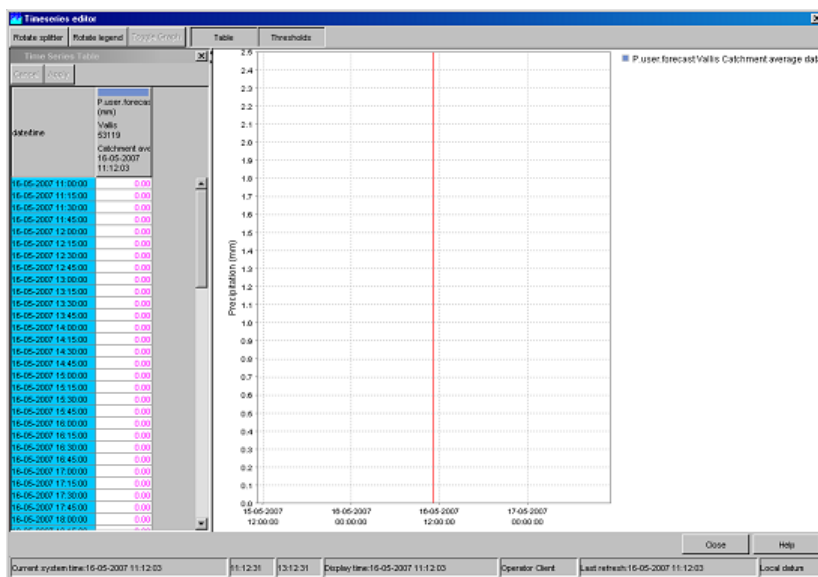 Timeseries editor
Rotate splitter Rotate legend Toggle Graph Table Thresholds
Time Series Table
Cancel Apply
date/time
P.user.forecas
(mm)
Vallis
53119
Catchment ave
16-05-2007
11:12:03
16-05-2007 11:00:00 0.00
16-05-2007 11:15:00 0.00
16-05-2007 11:30:00 0.00
16-05-2007 11:45:00 0.00
16-05-2007 12:00:00 0.00
16-05-2007 12:15:00 0.00
16-05-2007 12:30:00 0.00
16-05-2007 12:45:00 0.00
16-05-2007 13:00:00 0.00
16-05-2007 13:15:00 0.00
16-05-2007 13:30:00 0.00
16-05-2007 13:45:00 0.00
16-05-2007 14:00:00 0.00
16-05-2007 14:15:00 0.00
16-05-2007 14:30:00 0.00
16-05-2007 14:45:00 0.00
16-05-2007 15:00:00 0.00
16-05-2007 15:15:00 0.00
16-05-2007 15:30:00 0.00
16-05-2007 15:45:00 0.00
16-05-2007 16:00:00 0.00
16-05-2007 16:15:00 0.00
16-05-2007 16:30:00 0.00
16-05-2007 16:45:00 0.00
16-05-2007 17:00:00 0.00
16-05-2007 17:15:00 0.00
16-05-2007 17:30:00 0.00
16-05-2007 17:45:00 0.00
16-05-2007 18:00:00 0.00
Precipitation (mm)
2.5
2.4
2.3
2.2
2.1
2.0
1.9
1.8
1.7
1.6
1.5
1.4
1.3
1.2
1.1
1.0
0.9
0.8
0.7
0.6
0.5
0.4
0.3
0.2
0.1
0.0
15-05-2007 16-05-2007 16-05-2007 17-05-2007
12:00:00 00:00:00 12:00:00 00:00:00
P.user.forecast Vallis Catchment average dat
Close Help
Current system time:16-05-2007 11:12:03 11:12:31 13:12:31 Display time:16-05-2007 11:12:03 Operator Client Last refresh:16-05-2007 11:12:03 Local datum